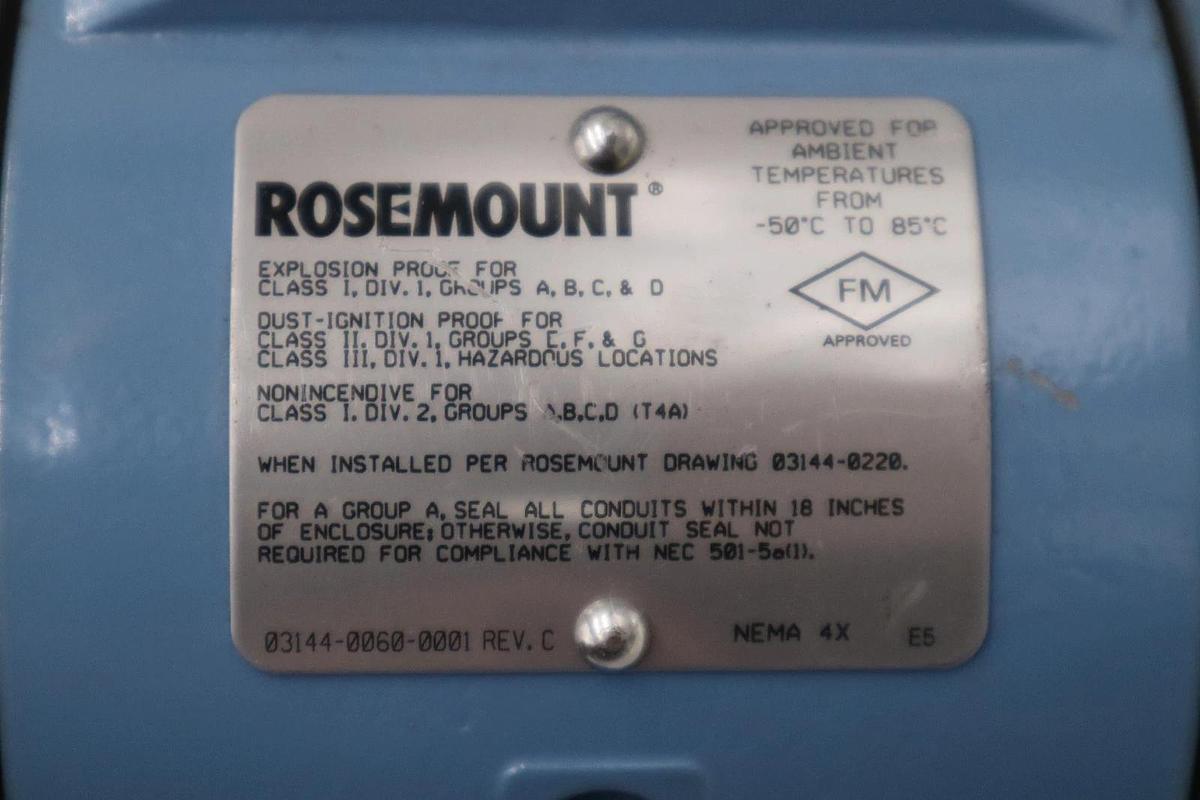 ROSEMOUNT®
APPROVED FOR
AMBIENT
TEMPERATURES
FROM
-50°C TO 85°C
FM
APPROVED
EXPLOSION PROOF FOR
CLASS I, DIV. 1, GROUPS A, B, C, & D
DUST-IGNITION PROOF FOR
CLASS II, DIV. 1, GROUPS E, F, & G
CLASS III, DIV. 1, HAZARDOUS LOCATIONS
NONINCENDIVE FOR
CLASS I, DIV. 2, GROUPS A,B,C,D (T4A)
WHEN INSTALLED PER ROSEMOUNT DRAWING 03144-0220.
FOR A GROUP A, SEAL ALL CONDUITS WITHIN 18 INCHES
OF ENCLOSURE; OTHERWISE, CONDUIT SEAL NOT
REQUIRED FOR COMPLIANCE WITH NEC 501-5a(1).
03144-0060-0001 REV. C
NEMA 4X E5